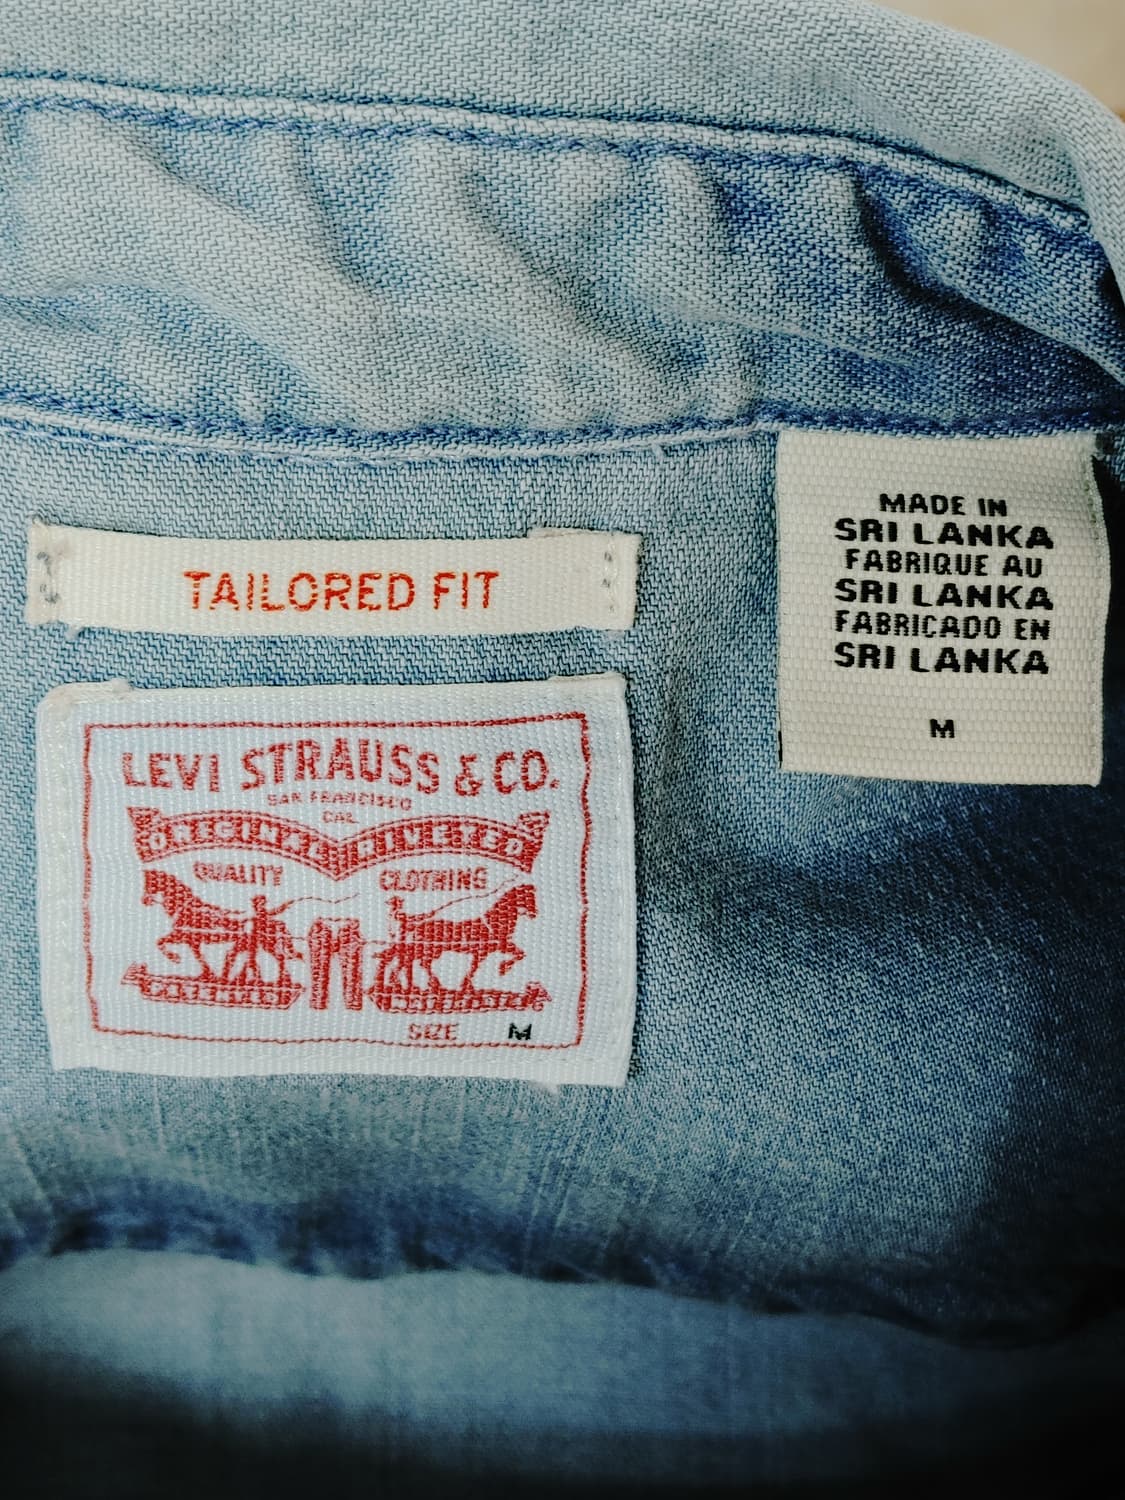 MADE IN
SRI LANKA
FABRIQUE AU
SRI LANKA
FABRICADO EN
SRI LANKA
M
TAILORED FIT
LEVI STRAUSS & CO.
SAN FRANCISCO
CAL
ORIGINAL RIVETED
QUALITY CLOTHING
SIZE M